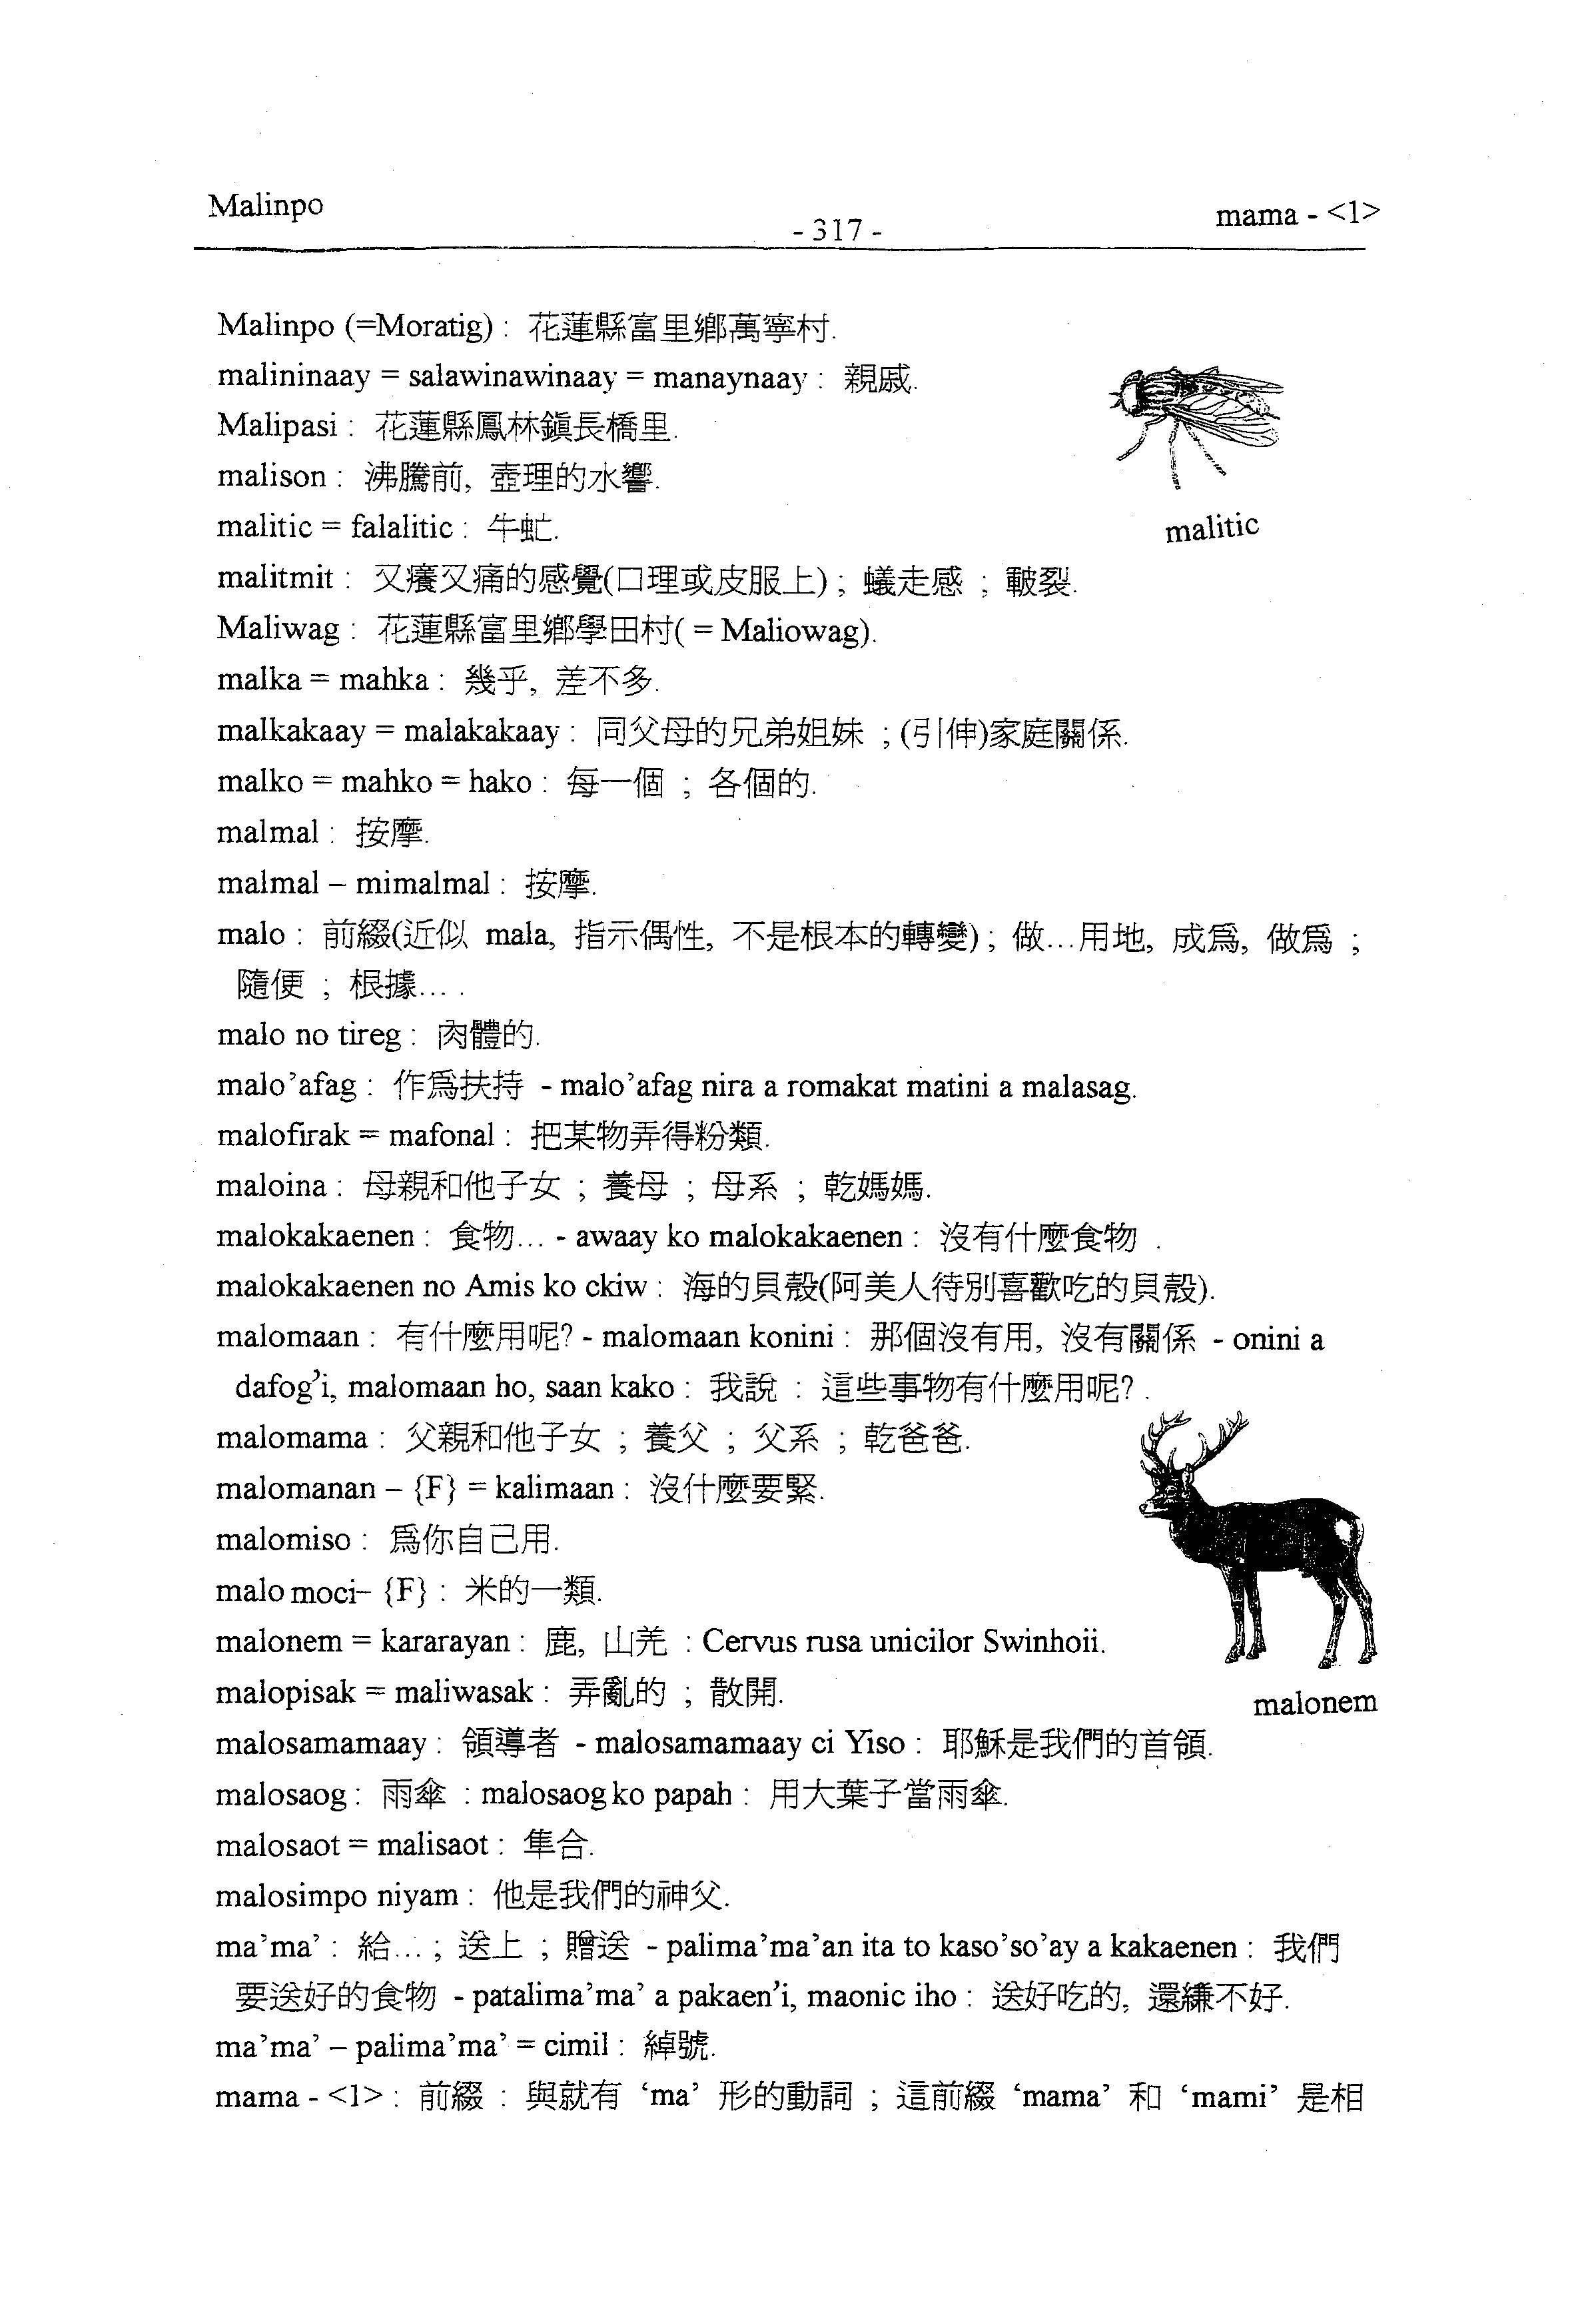 Malinpo
- 317 -
mama - <1>
Malinpo (=Moratig) : 花蓮縣富里鄉萬寧村.
malininaay = salawinawinaay = manaynaay : 親戚.
Malipasi : 花蓮縣鳳林鎭長橋里.
malison : 沸騰前, 壺理的水響.
malitic = falalitic : 牛虻.
malitic
malitmit : 又癢又痛的感覺(口理或皮服上) ; 蟻走感 ; 皸裂.
Maliwag : 花蓮縣富里鄉學田村( = Maliowag).
malka = mahka : 幾乎, 差不多.
malkakaay = malakakaay : 同父母的兄弟姐妹 ; (引伸)家庭關係.
malko = mahko = hako : 每一個 ; 各個的.
malmal : 按摩.
malmal – mimalmal : 按摩.
malo : 前綴(近似 mala, 指示偶性, 不是根本的轉變) ; 做…用地, 成爲, 做爲 ;
隨便 ; 根據… .
malo no tireg : 肉體的.
malo’afag : 作爲扶持 - malo’afag nira a romakat matini a malasag.
malofirak = mafonal : 把某物弄得粉類.
maloina : 母親和他子女 ; 養母 ; 母系 ; 乾媽媽.
malokakaenen : 食物… - awaay ko malokakaenen : 沒有什麼食物 .
malokakaenen no Amis ko ckiw : 海的貝殼(阿美人待別喜歡吃的貝殼).
malomaan : 有什麼用呢? - malomaan konini : 那個沒有用, 沒有關係 - onini a
dafog’i, malomaan ho, saan kako : 我說 : 這些事物有什麼用呢? .
malomama : 父親和他子女 ; 養父 ; 父系 ; 乾爸爸.
malomanan – {F} = kalimaan : 沒什麼要緊.
malomiso : 爲你自己用.
malo moci– {F} : 米的一類.
malonem = kararayan : 鹿, 山羌 : Cervus rusa unicilor Swinhoii.
malopisak = maliwasak : 弄亂的 ; 散開.
malonem
malosamamaay : 領導者 - malosamamaay ci Yiso : 耶穌是我們的首領.
malosaog : 雨傘 : malosaog ko papah : 用大葉子當雨傘.
malosaot = malisaot : 隼合.
malosimpo niyam : 他是我們的神父.
ma’ma’ : 給… ; 送上 ; 贈送 - palima’ma’an ita to kaso’so’ay a kakaenen : 我們
要送好的食物 - patalima’ma’ a pakaen’i, maonic iho : 送好吃的, 還縑不好.
ma’ma’ – palima’ma’ = cimil : 綽號.
mama - <1> : 前綴 : 與就有 ‘ma’ 形的動詞 ; 這前綴 ‘mama’ 和 ‘mami’ 是相